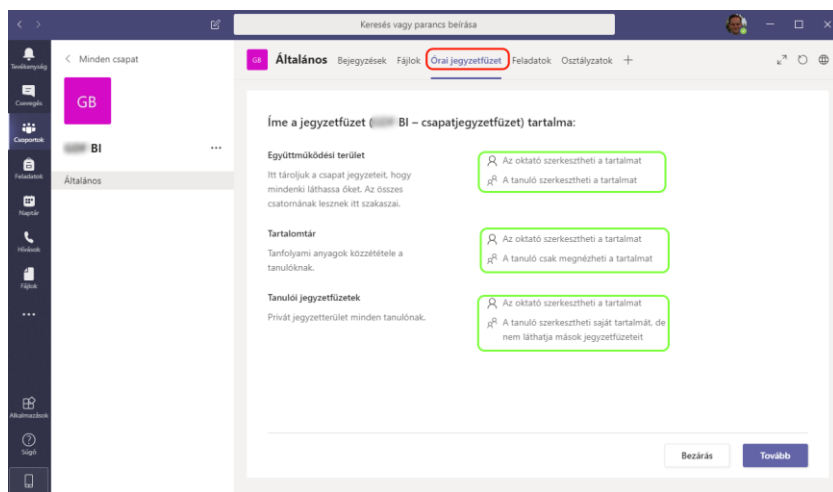 Keresés vagy parancs beírása
Tevékenység
Csevegés
Csoportok
Feladatok
Naptár
Hívások
Fájlok
Alkalmazások
Súgó
Minden csapat
GB
BI
Általános
GB Általános Bejegyzések Fájlok Órai jegyzetfüzet Feladatok Osztályzatok
Íme a jegyzetfüzet ( BI – csapatjegyzetfüzet) tartalma:
Együttműködési terület
Itt tároljuk a csapat jegyzeteit, hogy
mindenki láthassa őket. Az összes
csatornának lesznek itt szakaszai.
Az oktató szerkesztheti a tartalmat
A tanuló szerkesztheti a tartalmat
Tartalomtár
Tanfolyami anyagok közzététele a
tanulóknak.
Az oktató szerkesztheti a tartalmat
A tanuló csak megnézheti a tartalmat
Tanulói jegyzetfüzetek
Privát jegyzetterület minden tanulónak.
Az oktató szerkesztheti a tartalmat
A tanuló szerkesztheti saját tartalmát, de
nem láthatja mások jegyzetfüzeteit
Bezárás
Tovább